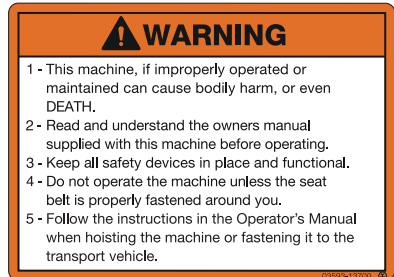 WARNING
1 - This machine, if improperly operated or
maintained can cause bodily harm, or even
DEATH.
2 - Read and understand the owners manual
supplied with this machine before operating.
3 - Keep all safety devices in place and functional.
4 - Do not operate the machine unless the seat
belt is properly fastened around you.
5 - Follow the instructions in the Operator's Manual
when hoisting the machine or fastening it to the
transport vehicle.
03593-13700